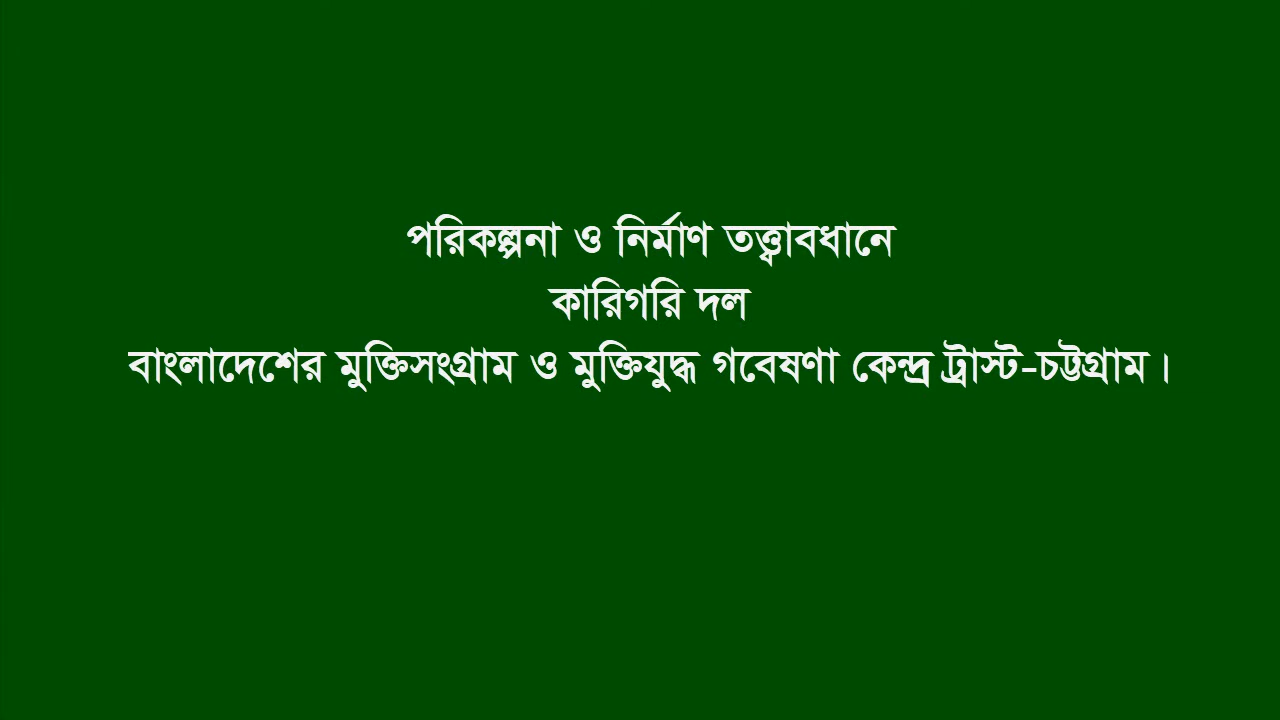 পরিকল্পনা ও নির্মাণ তত্ত্বাবধানে
কারিগরি দল
বাংলাদেশের মুক্তিসংগ্রাম ও মুক্তিযুদ্ধ গবেষণা কেন্দ্র ট্রাস্ট-চট্টগ্রাম।